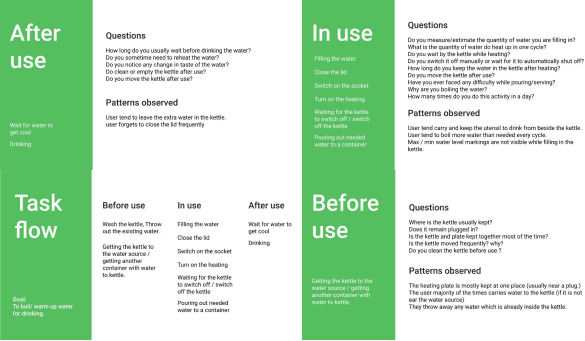 After
use
Wait for water to
get cool
Drinking
Questions
How long do you usually wait before drinking the water?
Do you sometime need to reheat the water?
Do you notice any change in taste of the water?
Do clean or empty the kettle after use?
Do you move the kettle after use?
Patterns observed
User tend to leave the extra water in the kettle.
user forgets to close the lid frequently
In use
Filling the water
Close the lid
Switch on the socket
Turn on the heating
Waiting for the kettle
to switch off / switch
off the kettle
Pouring out needed
water to a container
Questions
Do you measure/estimate the quantity of water you are filling in?
What is the quantity of water do heat up in one cycle?
Do you wait by the kettle while heating?
Do you switch it off manually or wait for it to automatically shut off?
How long do you keep the water in the kettle after heating?
Do you move the kettle after use?
Have you ever faced any difficulty while pouring/serving?
Why are you boiling the water?
How many times do you do this activity in a day?
Patterns observed
User tend carry and keep the utensil to drink from beside the kettle.
User tend to boil more water than needed every cycle.
Max / min water level markings are not visible while filling in the
kettle.
Task
flow
Goal:
To boil/ warm up water
for drinking.
Before use
Wash the kettle, Throw
out the existing water.
Getting the kettle to
the water source /
getting another
container with water
to kettle.
In use
Filling the water
Close the lid
Switch on the socket
Turn on the heating
Waiting for the kettle
to switch off / switch
off the kettle
Pouring out needed
water to a container
After use
Wait for water to
get cool
Drinking
Before
use
Getting the kettle to the
water source / getting
another container with
water to kettle.
Questions
Where is the kettle usually kept?
Does it remain plugged in?
Is the kettle and plate kept together most of the time?
Is the kettle moved frequently? why?
Do you clean the kettle before use ?
Patterns observed
The heating plate is mostly kept at one place (usually near a plug.)
The user majority of the times carries water to the kettle (if it is not
ear the water source)
They throw away any water which is already inside the kettle.